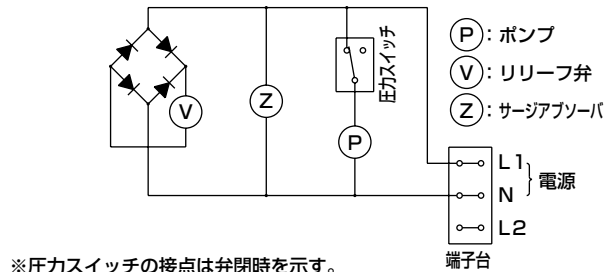 P：ポンプ
V：リリーフ弁
Z：サージアブソーバ
圧力スイッチ
V
Z
P
L1
N
L2
電源
端子台
※圧力スイッチの接点は弁閉時を示す。